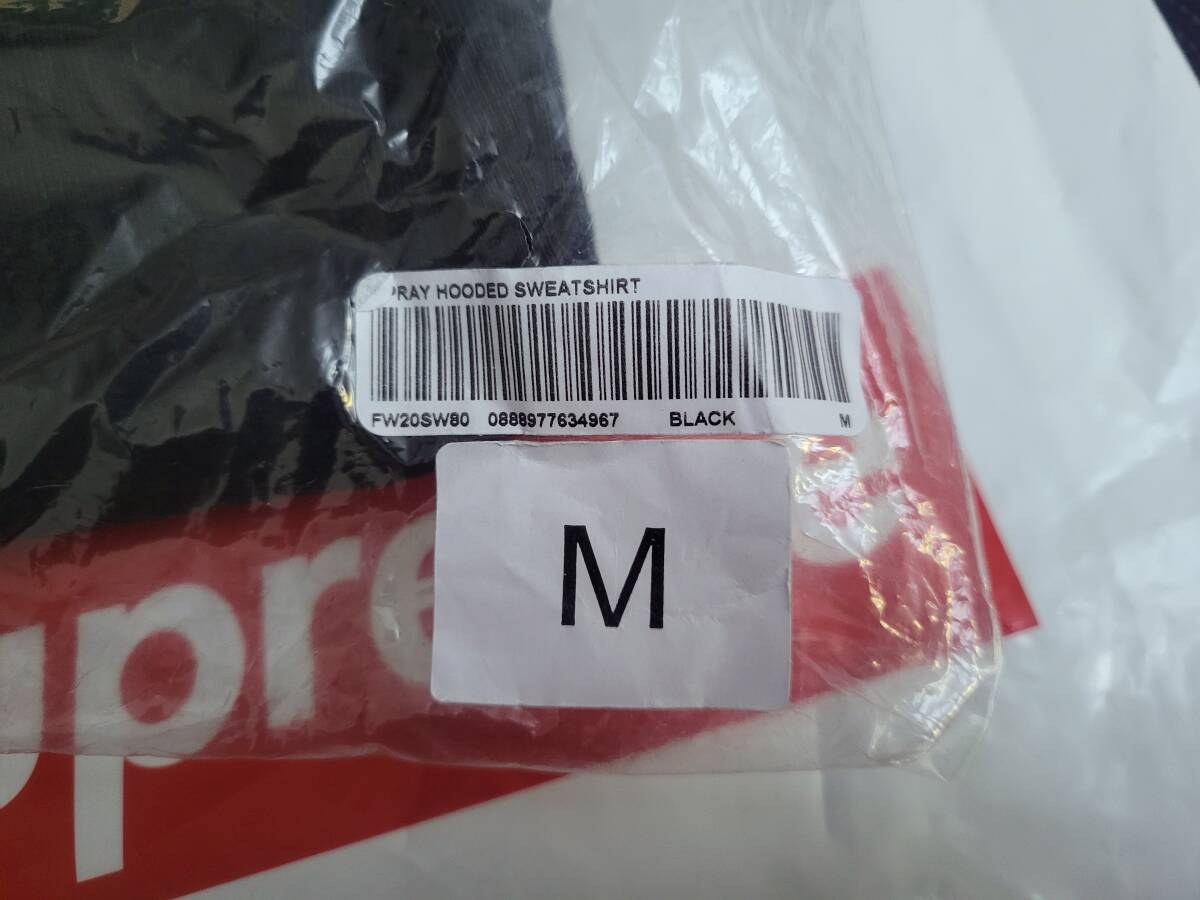 PRAY HOODED SWEATSHIRT
FW20SW80 0888977634967 BLACK M
M
upre